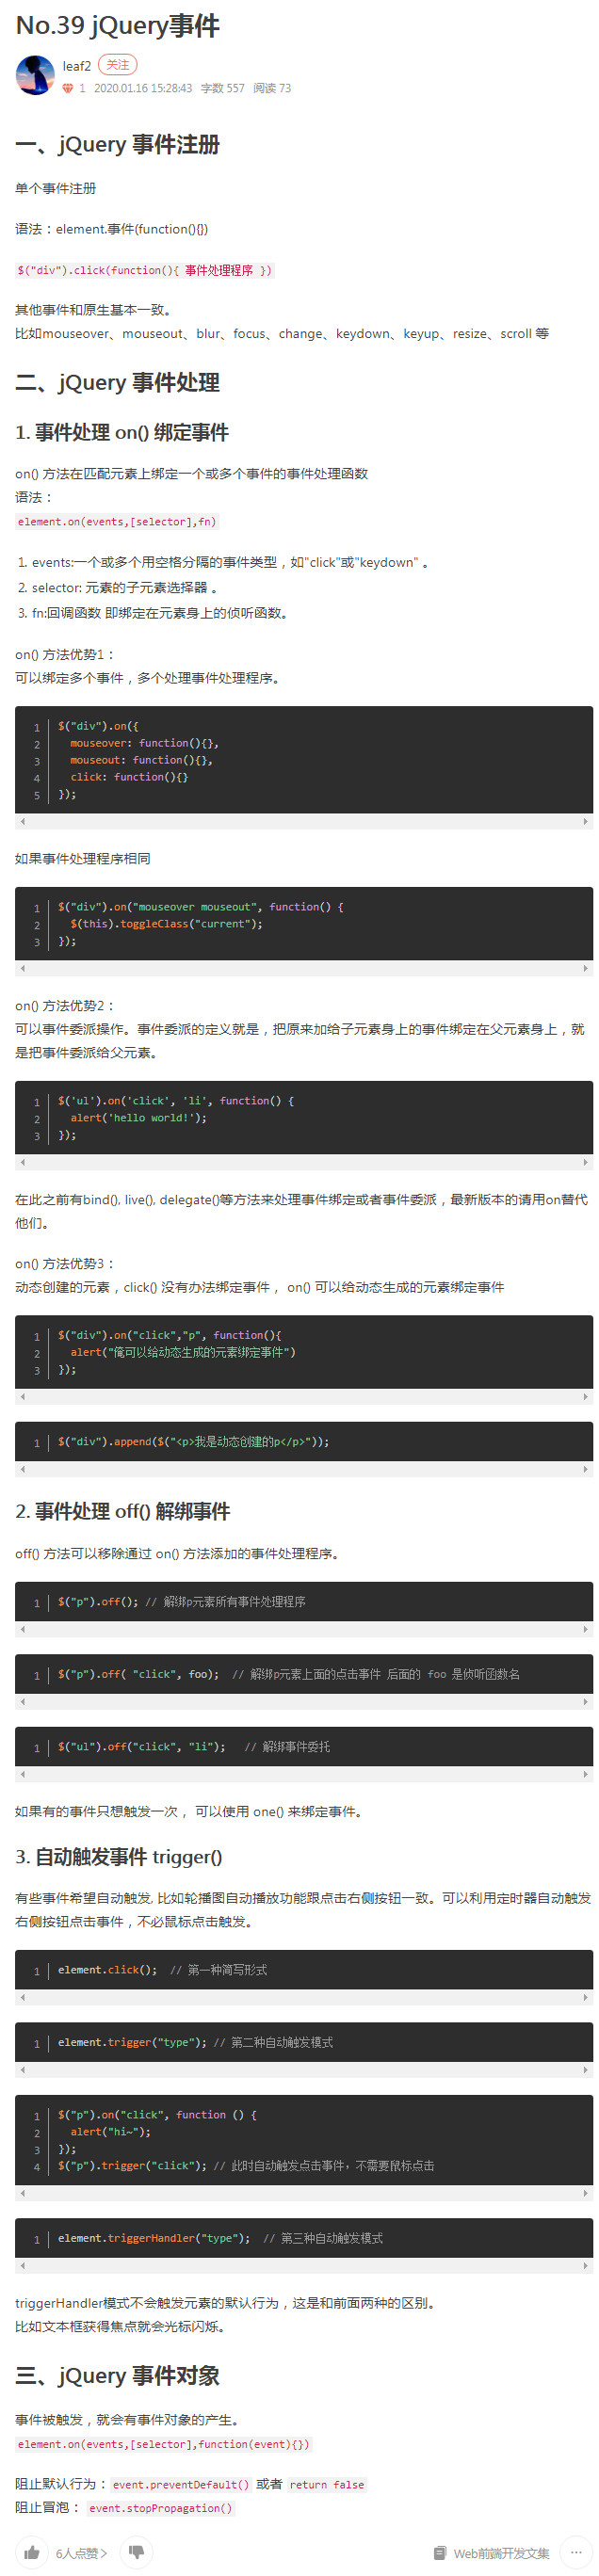 No.39 jQuery事件
leaf2 关注
1 2020.01.16 15:28:43 字数 557 阅读 73
一、jQuery 事件注册
单个事件注册
语法：element.事件(function(){})
$("div").click(function(){ 事件处理程序 })
其他事件和原生基本一致。
比如mouseover、mouseout、blur、focus、change、keydown、keyup、resize、scroll 等
二、jQuery 事件处理
1. 事件处理 on() 绑定事件
on() 方法在匹配元素上绑定一个或多个事件的事件处理函数
语法：
element.on(events,[selector],fn)
1. events:一个或多个用空格分隔的事件类型，如"click"或"keydown" 。
2. selector: 元素的子元素选择器 。
3. fn:回调函数 即绑定在元素身上的侦听函数。
on() 方法优势1：
可以绑定多个事件，多个处理事件处理程序。
1 $("div").on({
2 mouseover: function(){},
3 mouseout: function(){},
4 click: function(){}
5 });
如果事件处理程序相同
1 $("div").on("mouseover mouseout", function() {
2 $(this).toggleClass("current");
3 });
on() 方法优势2：
可以事件委派操作。事件委派的定义就是，把原来加给子元素身上的事件绑定在父元素身上，就
是把事件委派给父元素。
1 $('ul').on('click', 'li', function() {
2 alert('hello world!');
3 });
在此之前有bind(), live(), delegate()等方法来处理事件绑定或者事件委派，最新版本的请用on替代
他们。
on() 方法优势3：
动态创建的元素，click() 没有办法绑定事件， on() 可以给动态生成的元素绑定事件
1 $("div").on("click","p", function(){
2 alert("俺可以给动态生成的元素绑定事件")
3 });
1 $("div").append($("<p>我是动态创建的p</p>"));
2. 事件处理 off() 解绑事件
off() 方法可以移除通过 on() 方法添加的事件处理程序。
1 $("p").off(); // 解绑p元素所有事件处理程序
1 $("p").off( "click", foo); // 解绑p元素上面的点击事件 后面的 foo 是侦听函数名
1 $("ul").off("click", "li"); // 解绑事件委托
如果有的事件只想触发一次， 可以使用 one() 来绑定事件。
3. 自动触发事件 trigger()
有些事件希望自动触发, 比如轮播图自动播放功能跟点击右侧按钮一致。可以利用定时器自动触发
右侧按钮点击事件，不必鼠标点击触发。
1 element.click(); // 第一种简写形式
1 element.trigger("type"); // 第二种自动触发模式
1 $("p").on("click", function () {
2 alert("hi~");
3 });
4 $("p").trigger("click"); // 此时自动触发点击事件，不需要鼠标点击
1 element.triggerHandler("type"); // 第三种自动触发模式
triggerHandler模式不会触发元素的默认行为，这是和前面两种的区别。
比如文本框获得焦点就会光标闪烁。
三、jQuery 事件对象
事件被触发，就会有事件对象的产生。
element.on(events,[selector],function(event){})
阻止默认行为：event.preventDefault() 或者 return false
阻止冒泡： event.stopPropagation()
6人点赞 > Web前端开发文集 ...